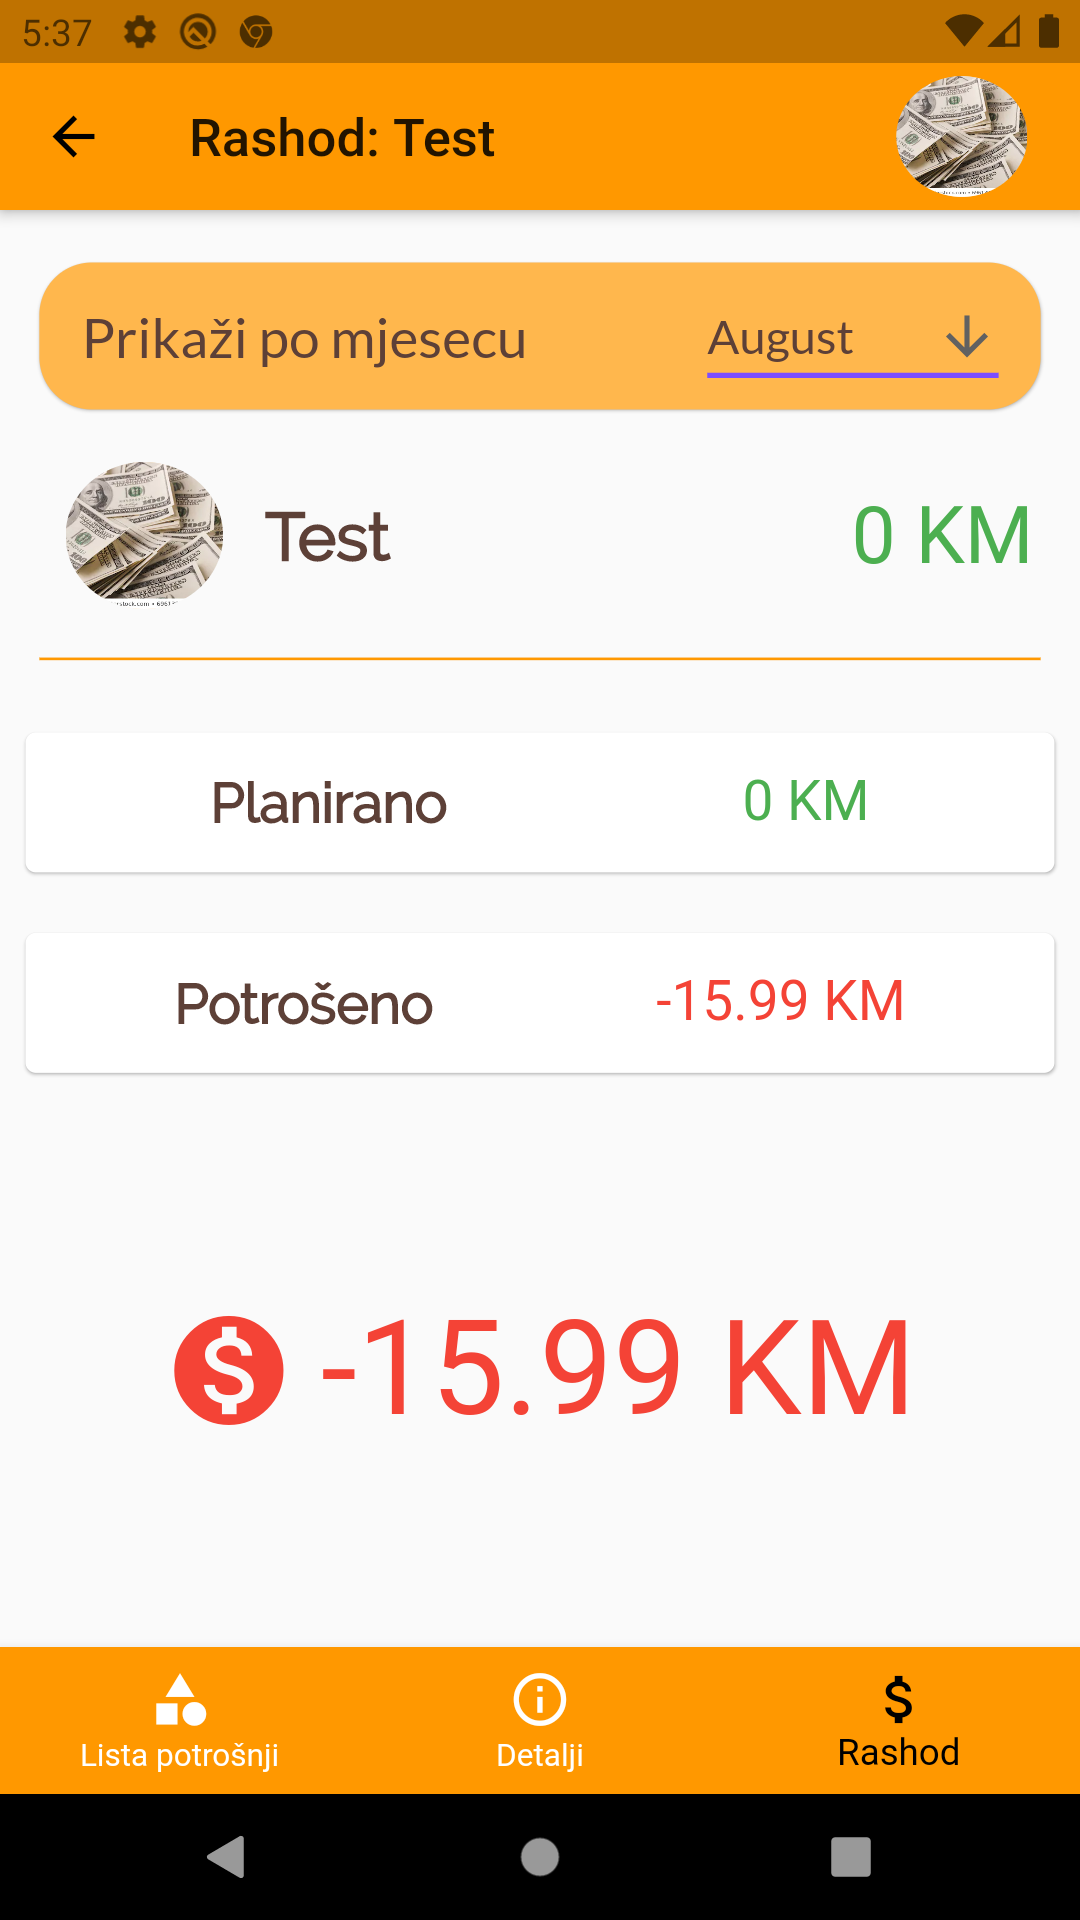 5:37
Rashod: Test
Prikaži po mjesecu
August
Test
0 KM
Planirano
0 KM
Potrošeno
-15.99 KM
$ -15.99 KM
Lista potrošnji
Detalji
$
Rashod